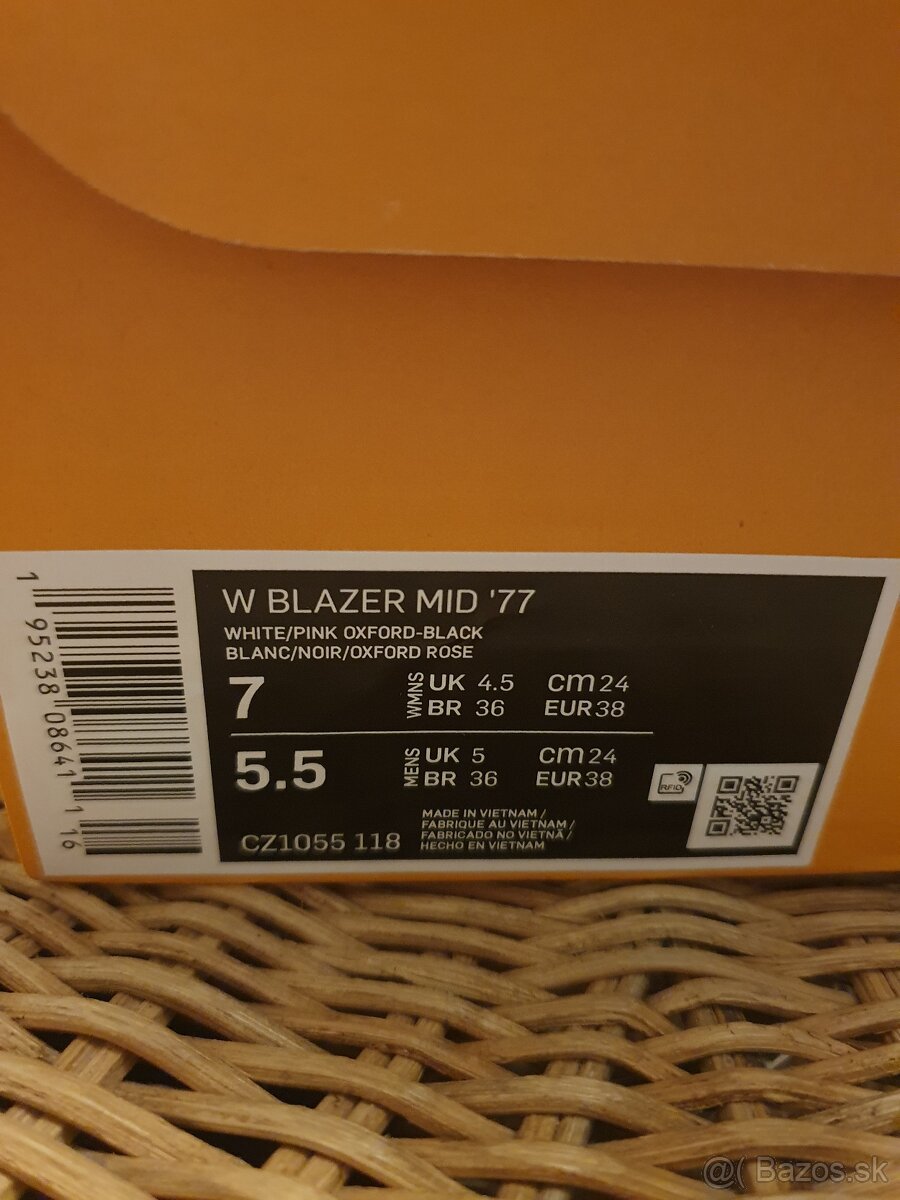 W BLAZER MID '77
WHITE/PINK OXFORD-BLACK
BLANC/NOIR/OXFORD ROSE
7 WMNS UK 4.5 cm 24
BR 36 EUR 38
5.5 MENS UK 5 cm 24
BR 36 EUR 38
CZ1055 118
MADE IN VIETNAM /
FABRIQUE AU VIETNAM /
FABRICADO NO VIETNÃ /
HECHO EN VIETNAM
RFID
1 95238 08641 1 6
@( Bazos.sk